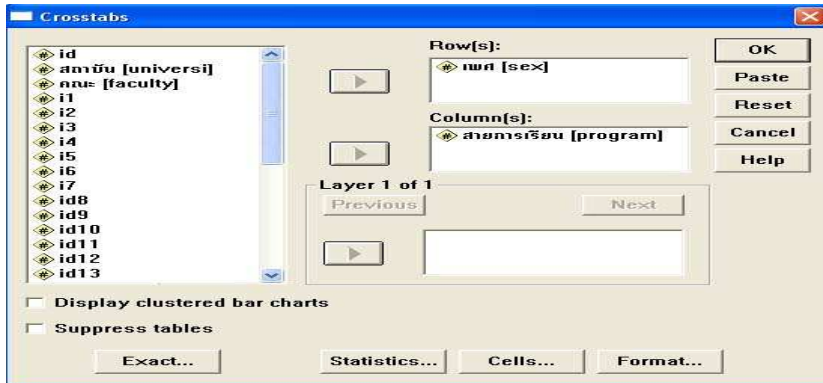 Crosstabs
id
สถาบัน [universi]
คณะ [faculty]
i1
i2
i3
i4
i5
i6
i7
id8
id9
id10
id11
id12
id13
Row(s):
เพศ [sex]
Column(s):
สายการเรียน [program]
Layer 1 of 1
Previous
Next
OK
Paste
Reset
Cancel
Help
Display clustered bar charts
Suppress tables
Exact...
Statistics...
Cells...
Format...